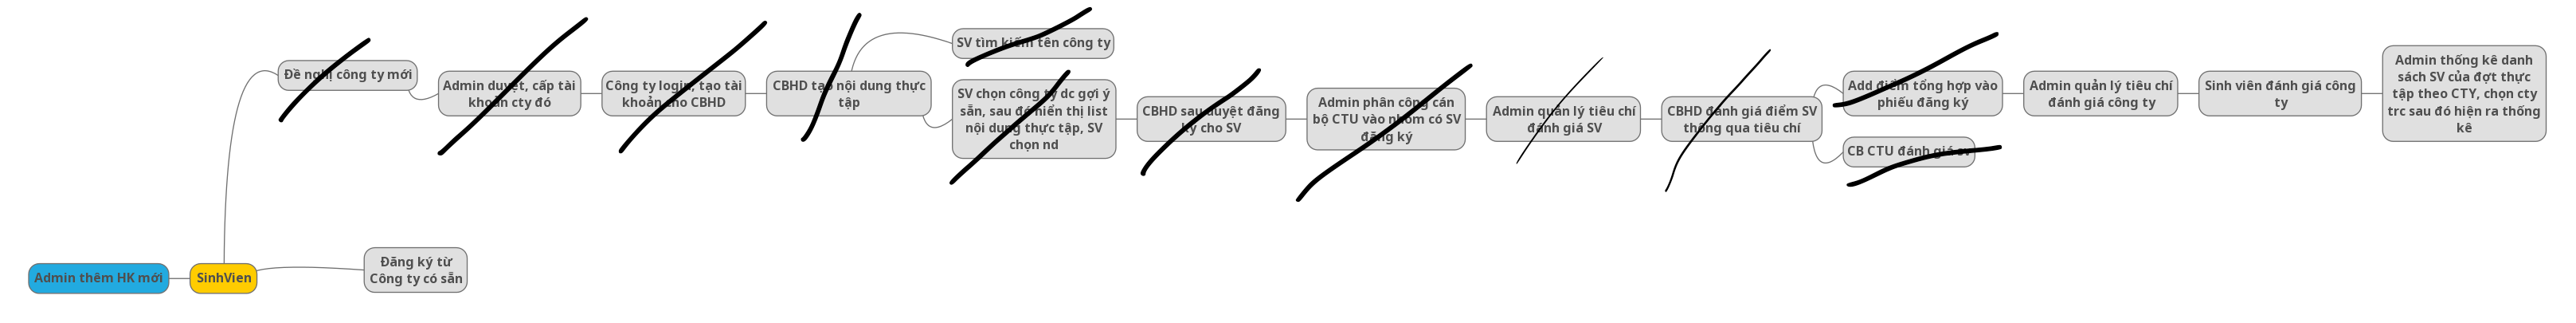 Đề nghị công ty mới
Admin duyệt, cấp tài
khoản cty đó
Công ty login, tạo tài
khoản cho CBHD
CBHD tạo nội dung thực
tập
SV tìm kiếm tên công ty
SV chọn công ty dc gợi ý
sẵn, sau đó hiển thị list
nội dung thực tập, SV
chọn nd
CBHD sau duyệt đăng
ký cho SV
Admin phân công cán
bộ CTU vào nhóm có SV
đăng ký
Admin quản lý tiêu chí
đánh giá SV
CBHD đánh giá điểm SV
thông qua tiêu chí
Add điểm tổng hợp vào
phiếu đăng ký
CB CTU đánh giá sv
Admin quản lý tiêu chí
đánh giá công ty
Sinh viên đánh giá công
ty
Admin thống kê danh
sách SV của đợt thực
tập theo CTY, chọn cty
trc sau đó hiện ra thống
kê
Admin thêm HK mới
SinhVien
Đăng ký từ
Công ty có sẵn